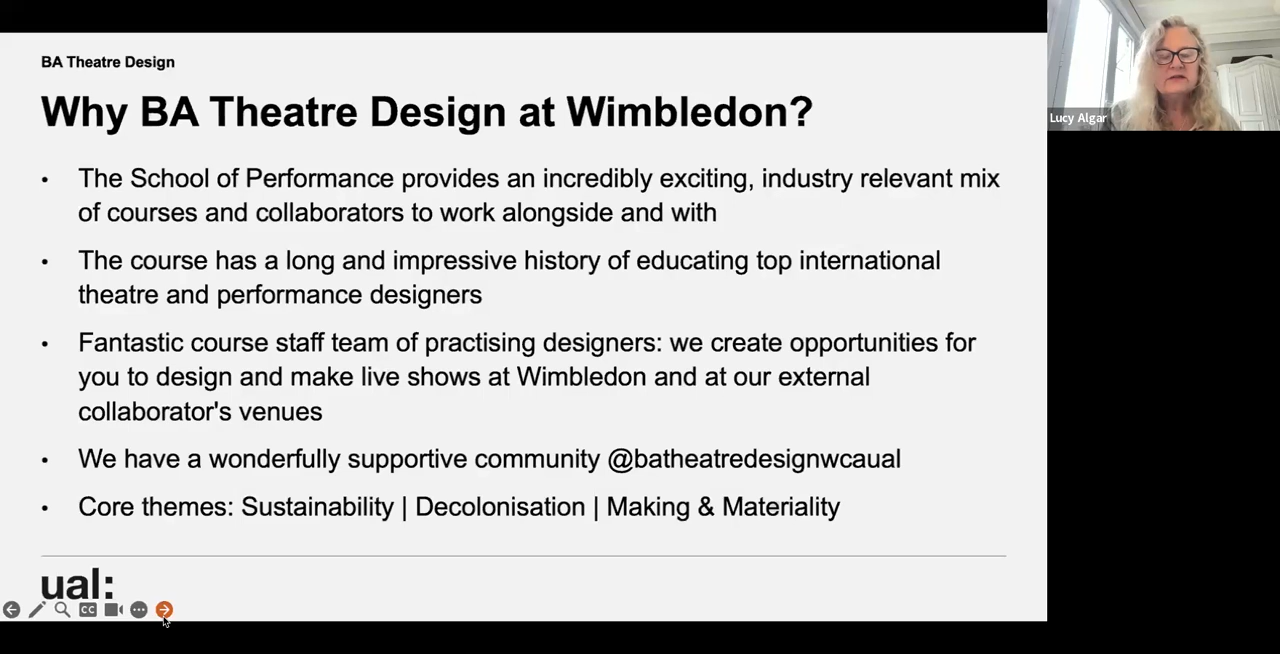 BA Theatre Design
Why BA Theatre Design at Wimbledon?
• The School of Performance provides an incredibly exciting, industry relevant mix
of courses and collaborators to work alongside and with
• The course has a long and impressive history of educating top international
theatre and performance designers
• Fantastic course staff team of practising designers: we create opportunities for
you to design and make live shows at Wimbledon and at our external
collaborator's venues
• We have a wonderfully supportive community @batheatredesignwcaual
• Core themes: Sustainability | Decolonisation | Making & Materiality
ual:
CC
Lucy Algar